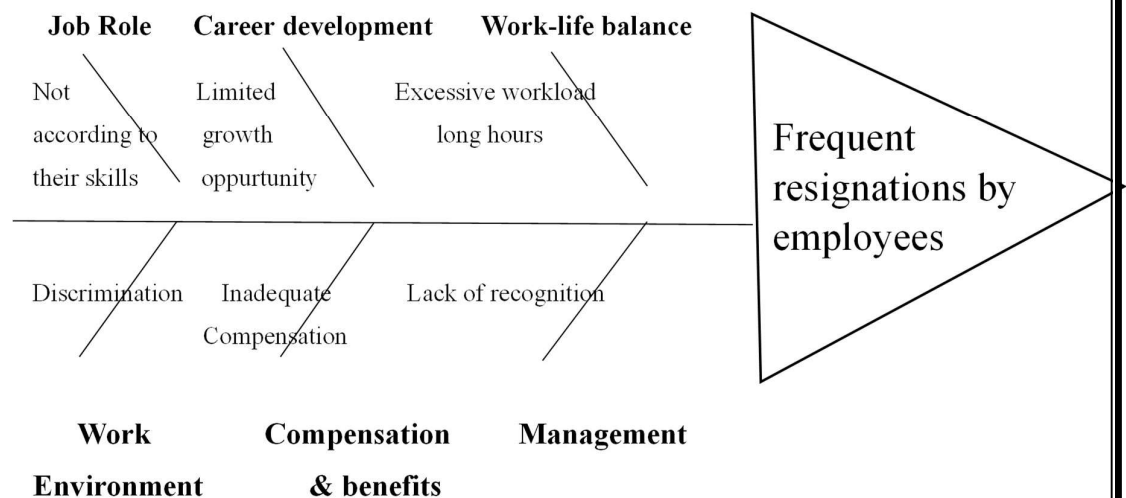 Job Role
Career development
Work-life balance
Not
according to
their skills
Limited
growth
oppurtunity
Excessive workload
long hours
Frequent
resignations by
employees
Discrimination
Inadequate
Compensation
Lack of recognition
Work
Environment
Compensation
& benefits
Management